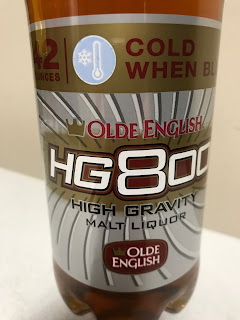 42
OUNCES
COLD
WHEN BL
OLDE ENGLISH
HG800
HIGH GRAVITY
MALT LIQUOR
OLDE
ENGLISH